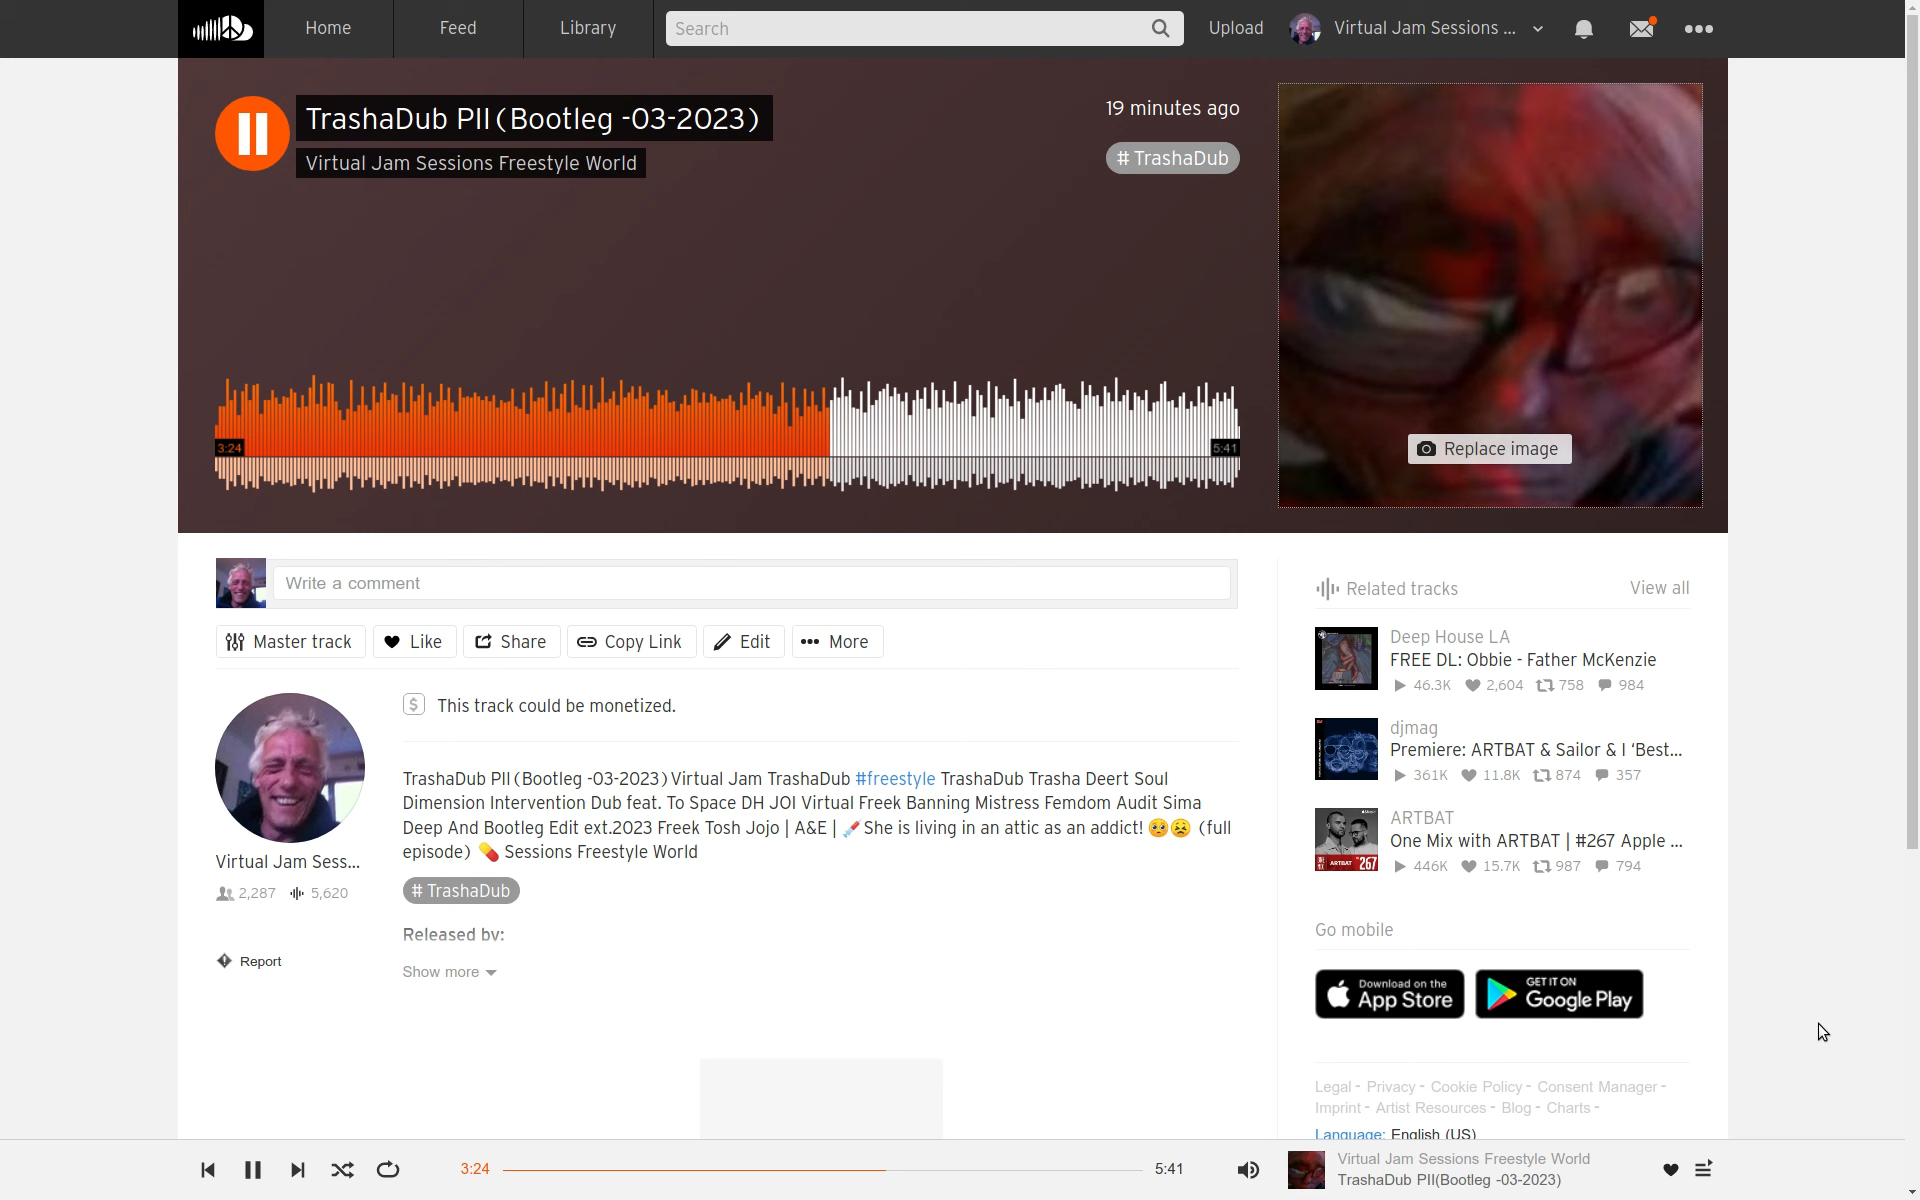 Home
Feed
Library
Search
Upload
Virtual Jam Sessions ...
TrashaDub PII(Bootleg -03-2023)
Virtual Jam Sessions Freestyle World
19 minutes ago
# TrashaDub
3:24
5:41
Replace image
Write a comment
Master track
Like
Share
Copy Link
Edit
More
Virtual Jam Sess...
2,287
5,620
Report
This track could be monetized.
TrashaDub PII(Bootleg -03-2023)Virtual Jam TrashaDub #freestyle TrashaDub Trasha Deert Soul
Dimension Intervention Dub feat. To Space DH JOI Virtual Freek Banning Mistress Femdom Audit Sima
Deep And Bootleg Edit ext.2023 Freek Tosh Jojo | A&E | 💉She is living in an attic as an addict! 🥺😣 (full
episode) 💊 Sessions Freestyle World
# TrashaDub
Released by:
Show more
Related tracks
View all
Deep House LA
FREE DL: Obbie - Father McKenzie
46.3K 2,604 758 984
djmag
Premiere: ARTBAT & Sailor & I ‘Best...
361K 11.8K 874 357
ARTBAT
One Mix with ARTBAT | #267 Apple ...
446K 15.7K 987 794
ARTBAT
267
Go mobile
Download on the
App Store
GET IT ON
Google Play
Legal - Privacy - Cookie Policy - Consent Manager -
Imprint - Artist Resources - Blog - Charts -
Language: English (US)
3:24
5:41
Virtual Jam Sessions Freestyle World
TrashaDub PII(Bootleg -03-2023)